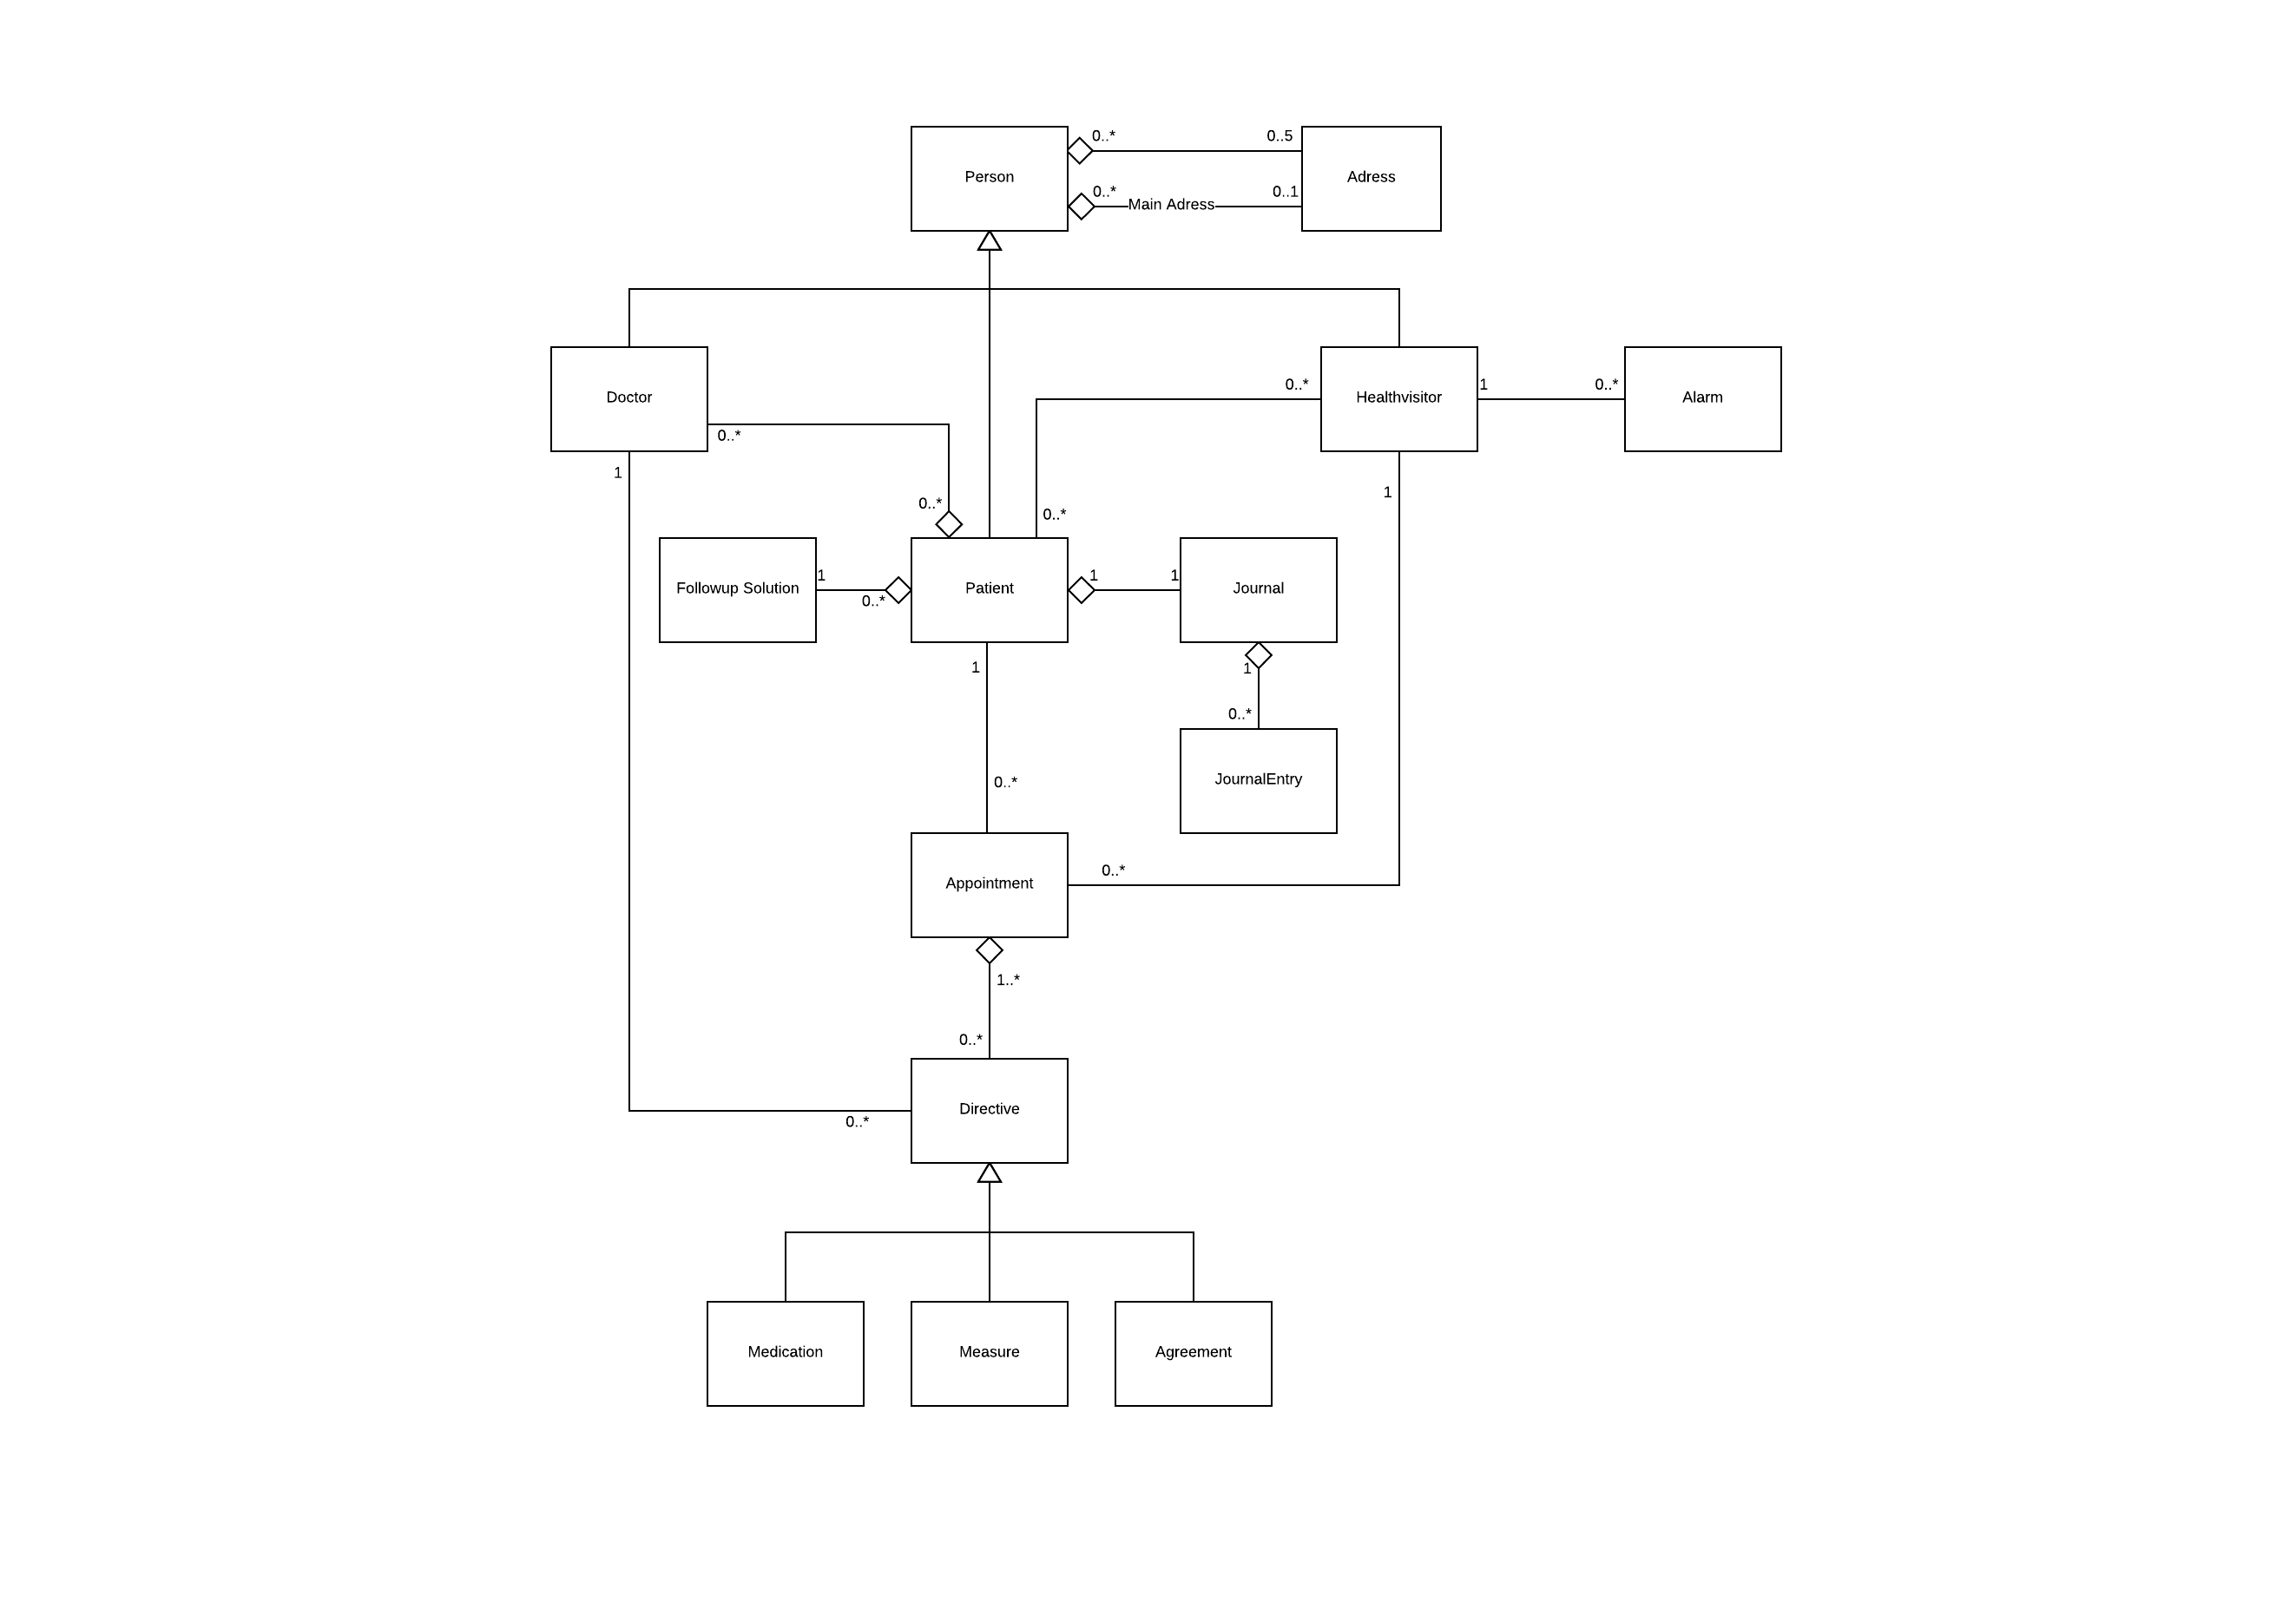 0..*
0..5
Person
Adress
0..*
Main Adress
0..1
Doctor
0..*
Healthvisitor
1
0..*
Alarm
0..*
1
1
0..*
0..*
Followup Solution
1
0..*
Patient
1
1
Journal
1
1
0..*
JournalEntry
0..*
Appointment
0..*
1..*
0..*
Directive
0..*
Medication
Measure
Agreement